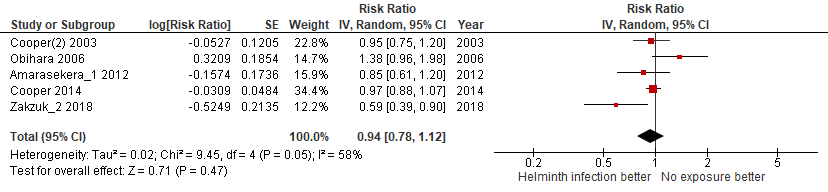 Risk Ratio Risk Ratio
Study or Subgroup log[Risk Ratio] SE Weight IV, Random, 95% CI Year IV, Random, 95% CI
Cooper(2) 2003 -0.0527 0.1205 22.8% 0.95 [0.75, 1.20] 2003
Obihara 2006 0.3209 0.1854 14.7% 1.38 [0.96, 1.98] 2006
Amarasekera_1 2012 -0.1574 0.1736 15.9% 0.85 [0.61, 1.20] 2012
Cooper 2014 -0.0309 0.0484 34.4% 0.97 [0.88, 1.07] 2014
Zakzuk_2 2018 -0.5249 0.2135 12.2% 0.59 [0.39, 0.90] 2018
Total (95% CI) 100.0% 0.94 [0.78, 1.12]
Heterogeneity: Tau² = 0.02; Chi² = 9.45, df = 4 (P = 0.05); I² = 58%
Test for overall effect: Z = 0.71 (P = 0.47)
0.2 0.5 1 2 5
Helminth infection better No exposure better